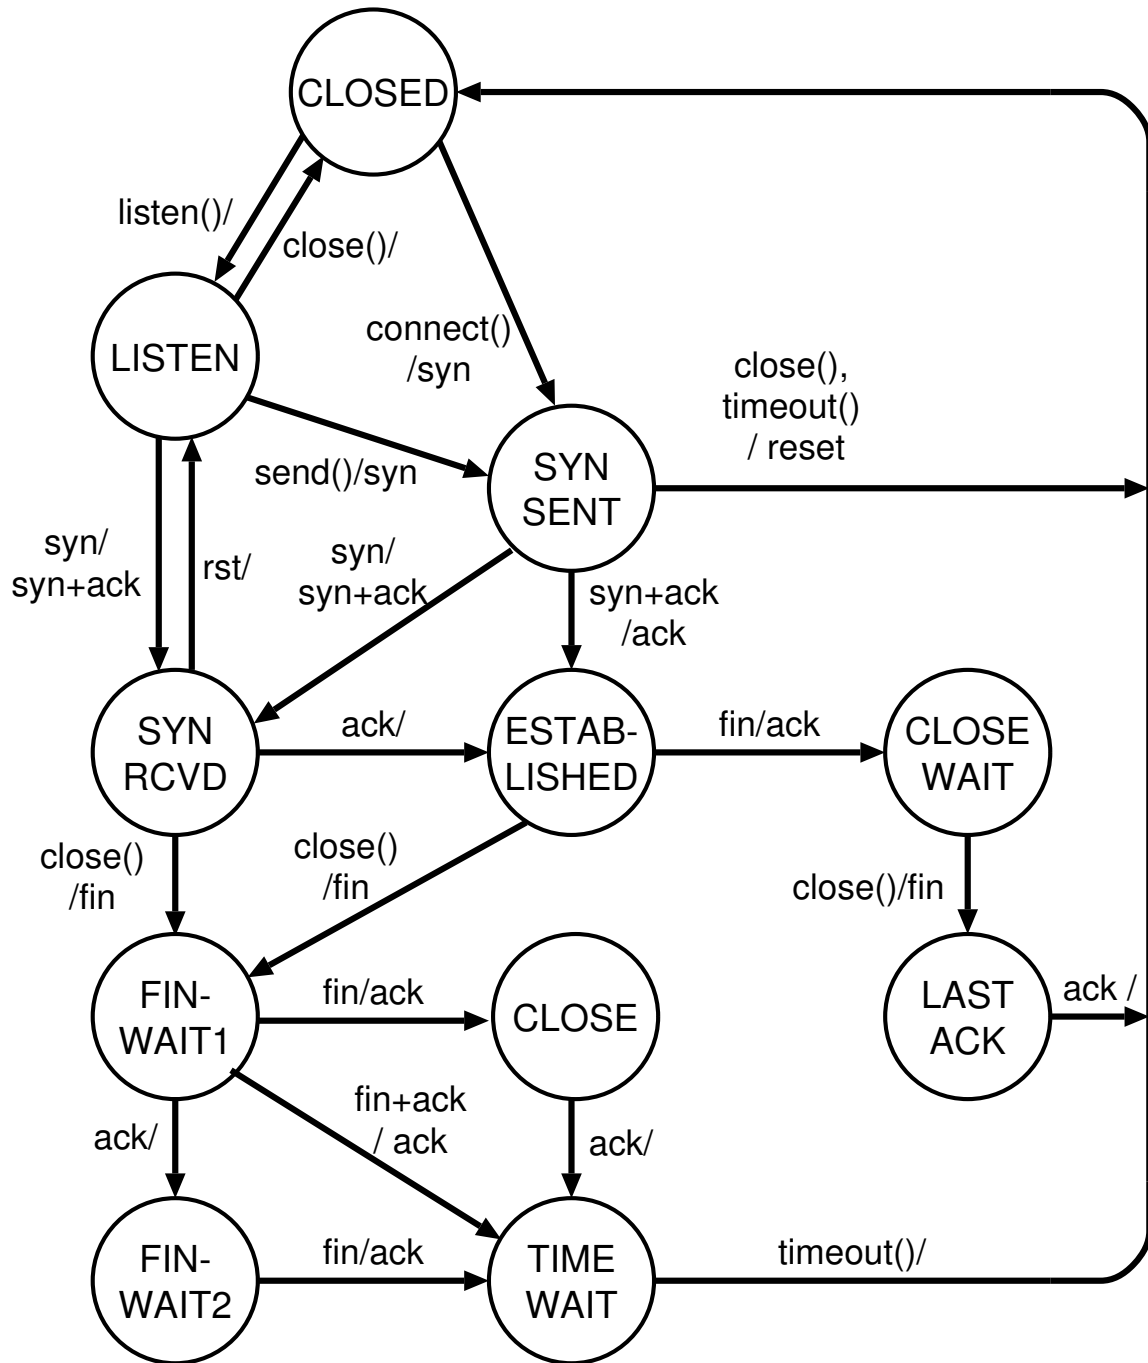 CLOSED
listen()/
close()/
LISTEN
connect()
/syn
close(),
timeout()
/ reset
send()/syn
SYN
SENT
syn/
syn+ack
rst/
syn/
syn+ack
syn+ack
/ack
SYN
RCVD
ack/
ESTAB-
LISHED
fin/ack
CLOSE
WAIT
close()
/fin
close()
/fin
close()/fin
FIN-
WAIT1
fin/ack
CLOSE
LAST
ACK
ack /
ack/
fin+ack
/ ack
ack/
FIN-
WAIT2
fin/ack
TIME
WAIT
timeout()/